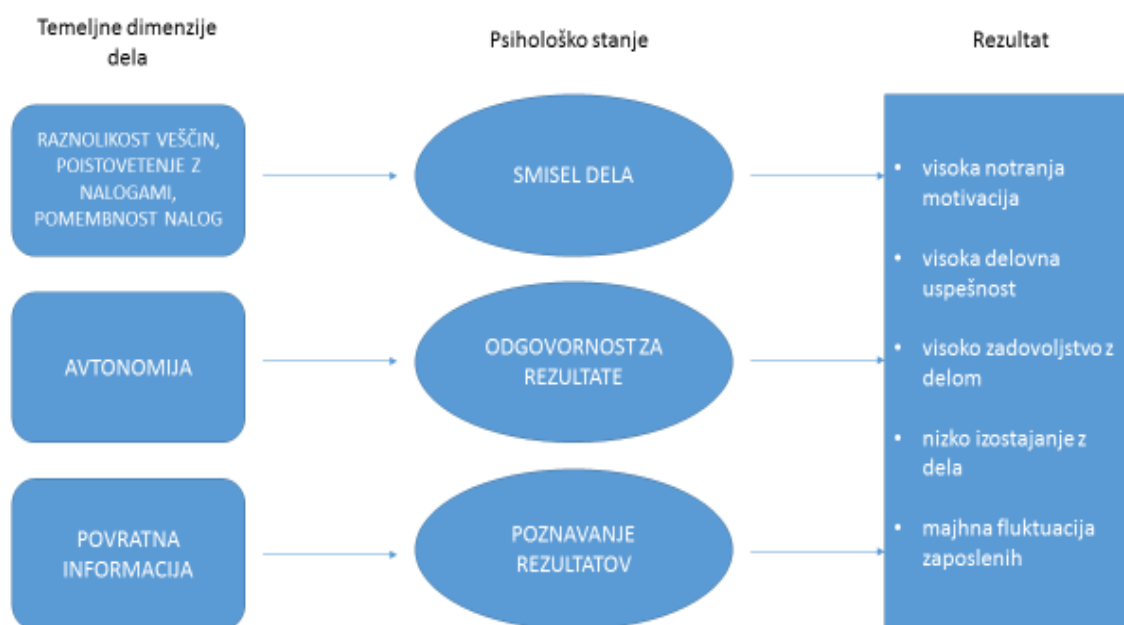 Temeljne dimenzije
dela
Psihološko stanje
Rezultat
RAZNOLIKOST VEŠČIN,
POISTOVETENJE Z
NALOGAMI,
POMEMBNOST NALOG
SMISEL DELA
AVTONOMIJA
ODGOVORNOST ZA
REZULTATE
POVRATNA
INFORMACIJA
POZNAVANJE
REZULTATOV
• visoka notranja
motivacija
• visoka delovna
uspešnost
• visoko zadovoljstvo z
delom
• nizko izostajanje z
dela
• majhna fluktuacija
zaposlenih